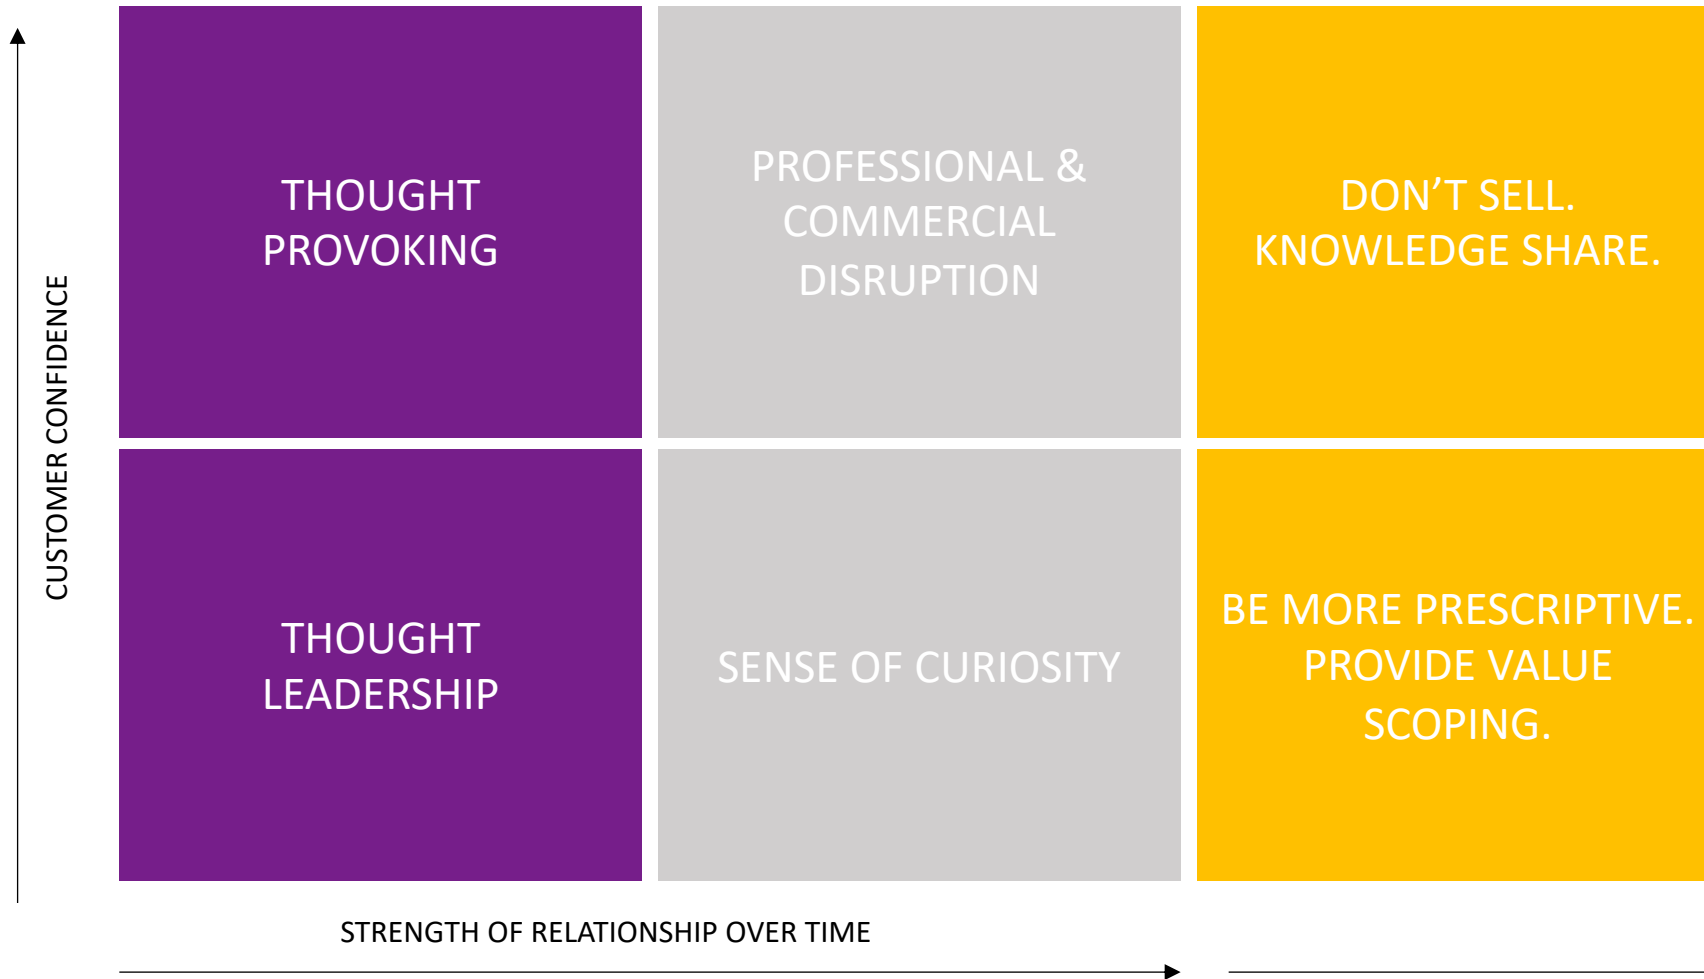 THOUGHT
PROVOKING
PROFESSIONAL &
COMMERCIAL
DISRUPTION
DON’T SELL.
KNOWLEDGE SHARE.
CUSTOMER CONFIDENCE
THOUGHT
LEADERSHIP
SENSE OF CURIOSITY
BE MORE PRESCRIPTIVE.
PROVIDE VALUE
SCOPING.
STRENGTH OF RELATIONSHIP OVER TIME